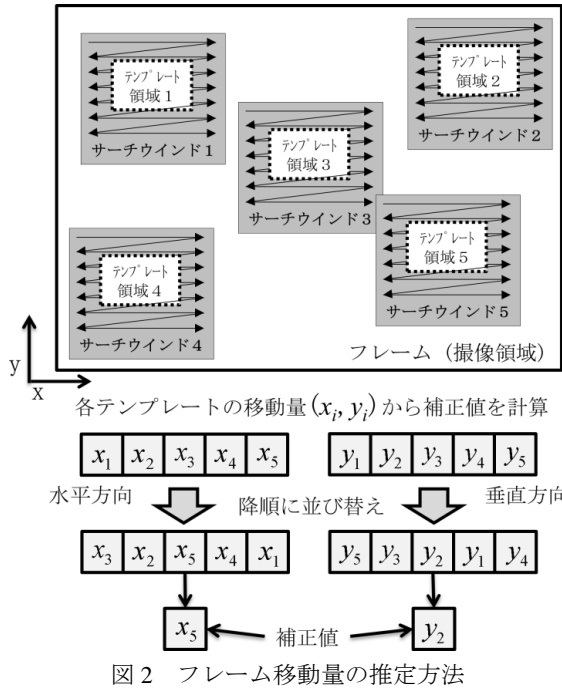 テンプレート
領域1
サーチウインド1
テンプレート
領域2
サーチウインド2
テンプレート
領域3
サーチウインド3
テンプレート
領域4
サーチウインド4
テンプレート
領域5
サーチウインド5
フレーム（撮像領域）
y
x
各テンプレートの移動量(xi, yi)から補正値を計算
x1 x2 x3 x4 x5
y1 y2 y3 y4 y5
水平方向
降順に並び替え
垂直方向
x3 x2 x5 x4 x1
y5 y3 y2 y1 y4
x5
補正値
y2
図2 フレーム移動量の推定方法